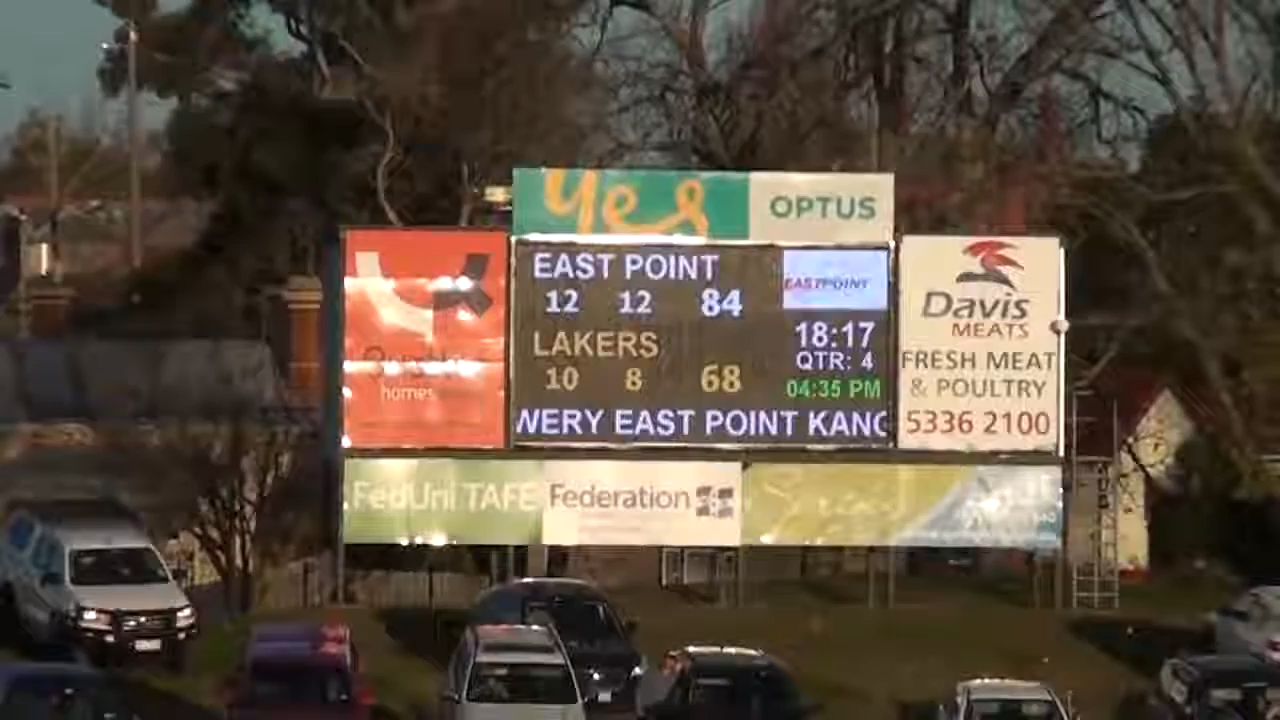 yes
OPTUS
EAST POINT
EASTPOINT
12 12 84
LAKERS
18:17
QTR: 4
10 8 68
04:35 PM
WERY EAST POINT KANG
homes
Davis
MEATS
FRESH MEAT
& POULTRY
5336 2100
FedUni TAFE
Federation